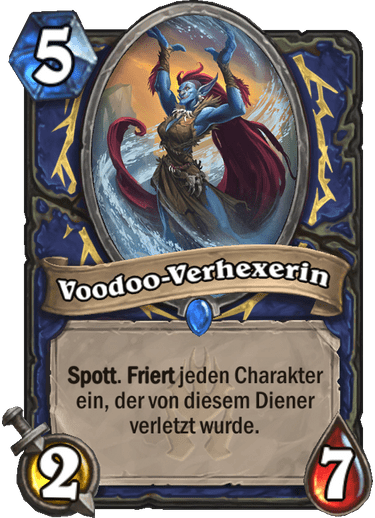 5
Voodoo-Verhexerin
Spott. Friert jeden Charakter
ein, der von diesem Diener
verletzt wurde.
2
7